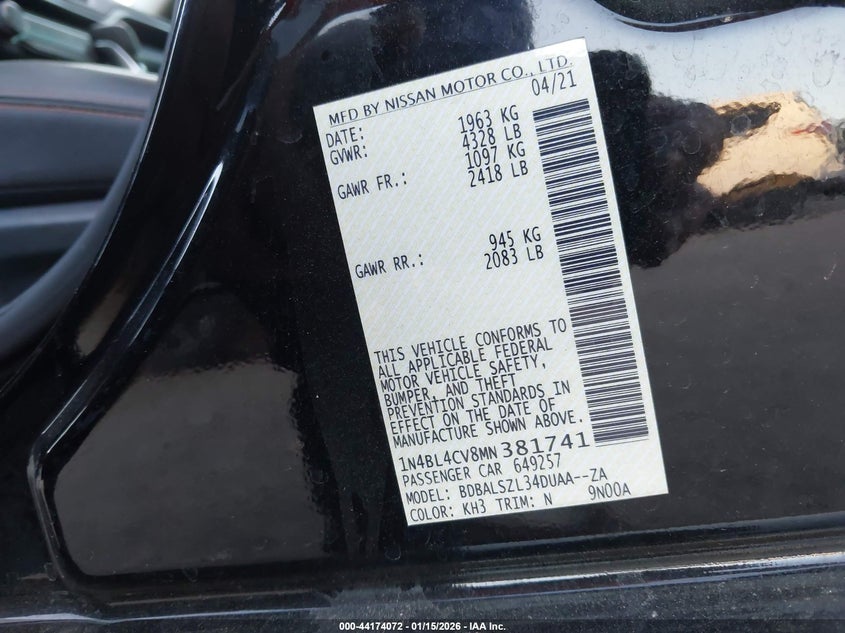 MFD BY NISSAN MOTOR CO., LTD.
DATE: 04/21
GVWR: 1963 KG
4328 LB
GAWR FR.: 1097 KG
2418 LB
GAWR RR.: 945 KG
2083 LB
THIS VEHICLE CONFORMS TO
ALL APPLICABLE FEDERAL
MOTOR VEHICLE SAFETY,
BUMPER, AND THEFT
PREVENTION STANDARDS IN
EFFECT ON THE DATE OF
MANUFACTURE SHOWN ABOVE.
1N4BL4CV8MN381741
PASSENGER CAR 649257
MODEL: BDBALSZL34DUAA--ZA
COLOR: KH3 TRIM: N 9N00A
000-44174072 - 01/15/2026 - IAA Inc.